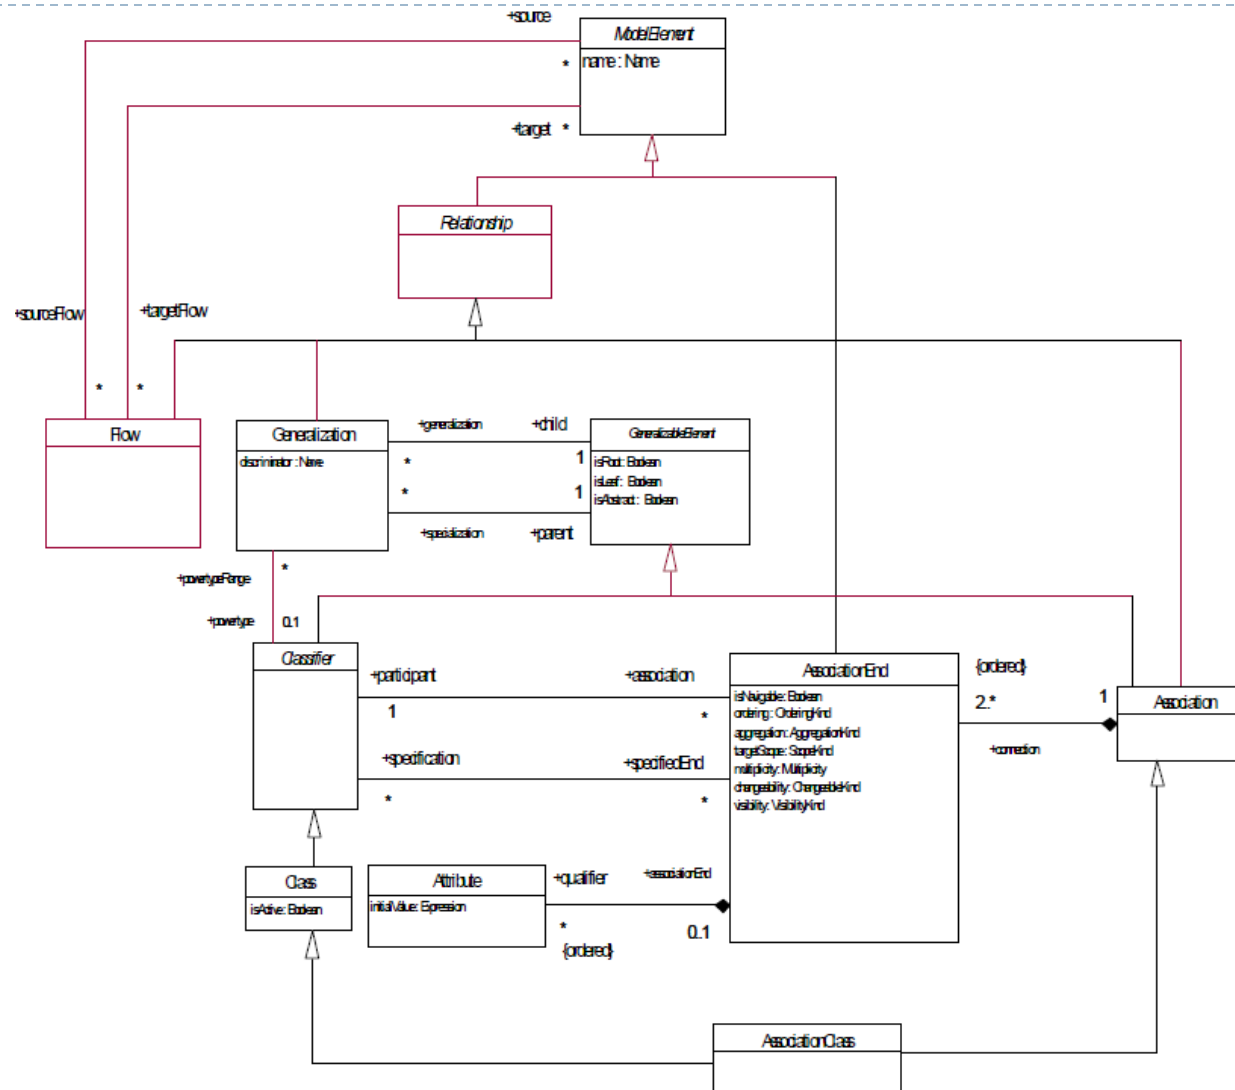 +source
ModelElement
name : Name
*
+target *
Relationship
+sourceFlow
+targetFlow
* *
Flow
Generalization
discriminator : Name
+generalization
+child
*
1
GeneralizableElement
isRoot : Boolean
isLeaf : Boolean
isAbstract : Boolean
*
1
+specialization
+parent
+powertypeRange
*
+powertype
0..1
Classifier
+participant
+association
1
*
+specification
+specifiedEnd
*
*
AssociationEnd
isNavigable : Boolean
ordering : OrderingKind
aggregation : AggregationKind
targetScope : ScopeKind
multiplicity : Multiplicity
changeability : ChangeableKind
visibility : VisibilityKind
{ordered}
2..*
1
+connection
Association
Class
isActive : Boolean
Attribute
initialValue : Expression
+qualifier
+associationEnd
*
0..1
{ordered}
AssociationClass